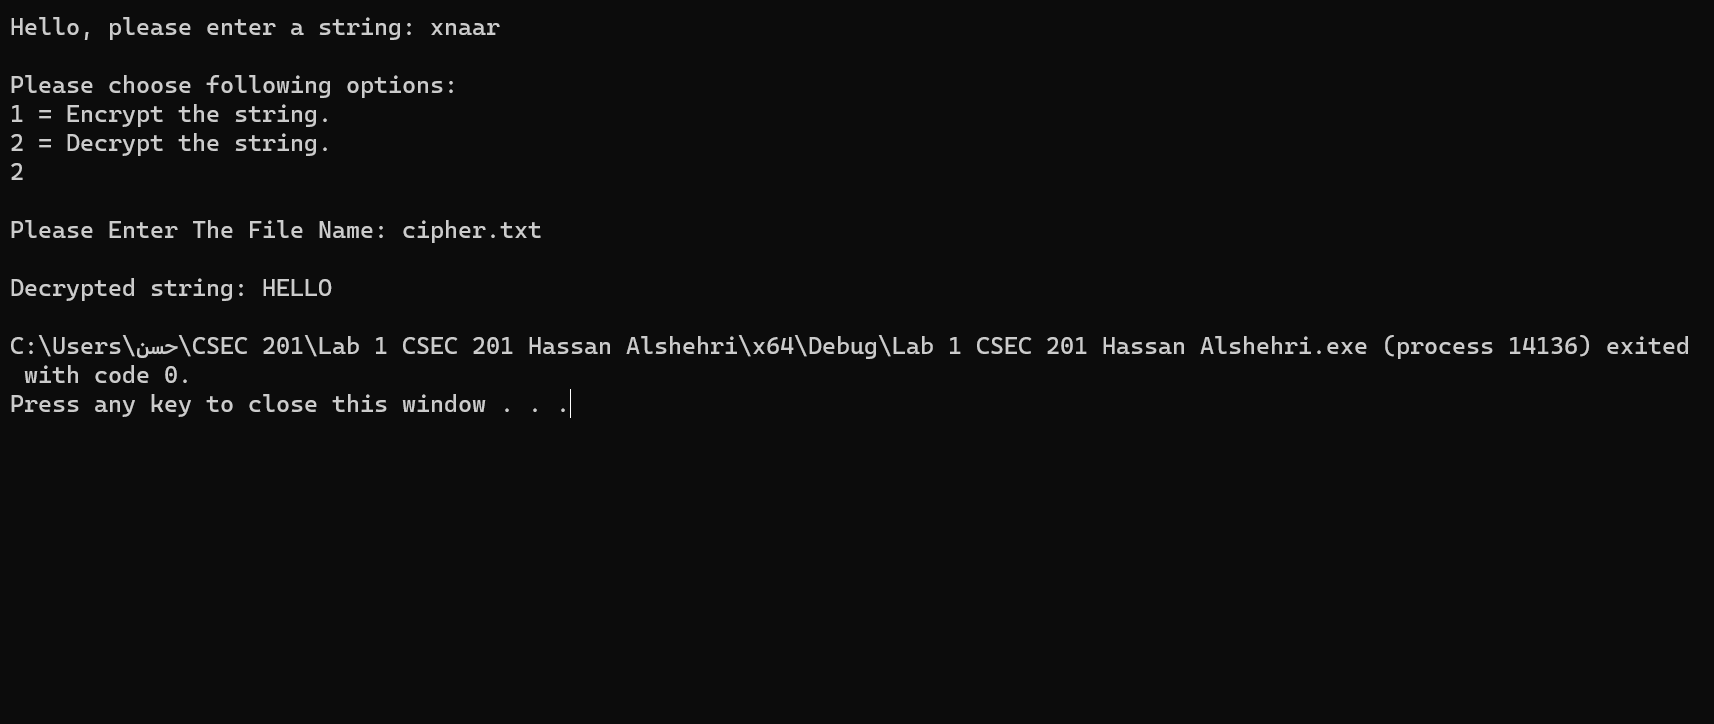 Hello, please enter a string: xnaar
Please choose following options:
1 = Encrypt the string.
2 = Decrypt the string.
2
Please Enter The File Name: cipher.txt
Decrypted string: HELLO
C:\Users\حسن\CSEC 201\Lab 1 CSEC 201 Hassan Alshehri\x64\Debug\Lab 1 CSEC 201 Hassan Alshehri.exe (process 14136) exited
with code 0.
Press any key to close this window . . .